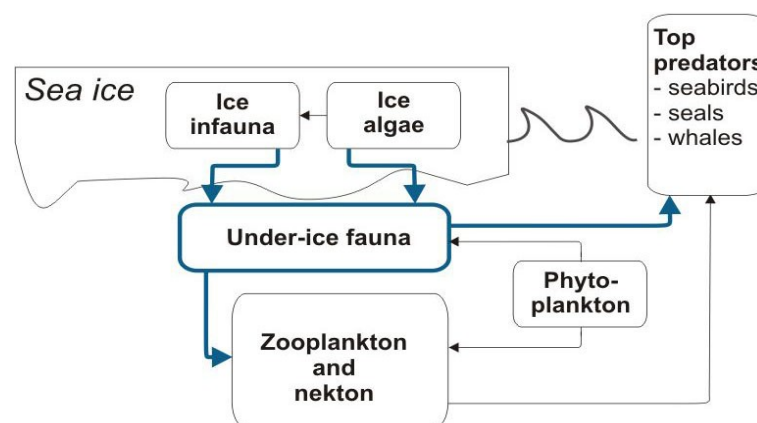 Sea ice
Ice
infauna
Ice
algae
Top
predators
- seabirds
- seals
- whales
Under-ice fauna
Phyto-
plankton
Zooplankton
and
nekton